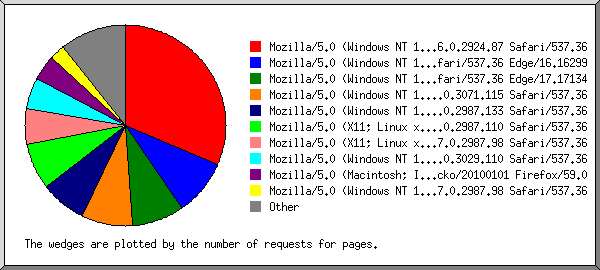 Mozilla/5.0 (Windows NT 1...6.0.2924.87 Safari/537.36
Mozilla/5.0 (Windows NT 1...fari/537.36 Edge/16.16299
Mozilla/5.0 (Windows NT 1...fari/537.36 Edge/17.17134
Mozilla/5.0 (Windows NT 1....0.3071.115 Safari/537.36
Mozilla/5.0 (Windows NT 1....0.2987.133 Safari/537.36
Mozilla/5.0 (X11; Linux x....0.2987.110 Safari/537.36
Mozilla/5.0 (X11; Linux x...7.0.2987.98 Safari/537.36
Mozilla/5.0 (Windows NT 1....0.3029.110 Safari/537.36
Mozilla/5.0 (Macintosh; I...cko/20100101 Firefox/59.0
Mozilla/5.0 (Windows NT 1...7.0.2987.98 Safari/537.36
Other
The wedges are plotted by the number of requests for pages.